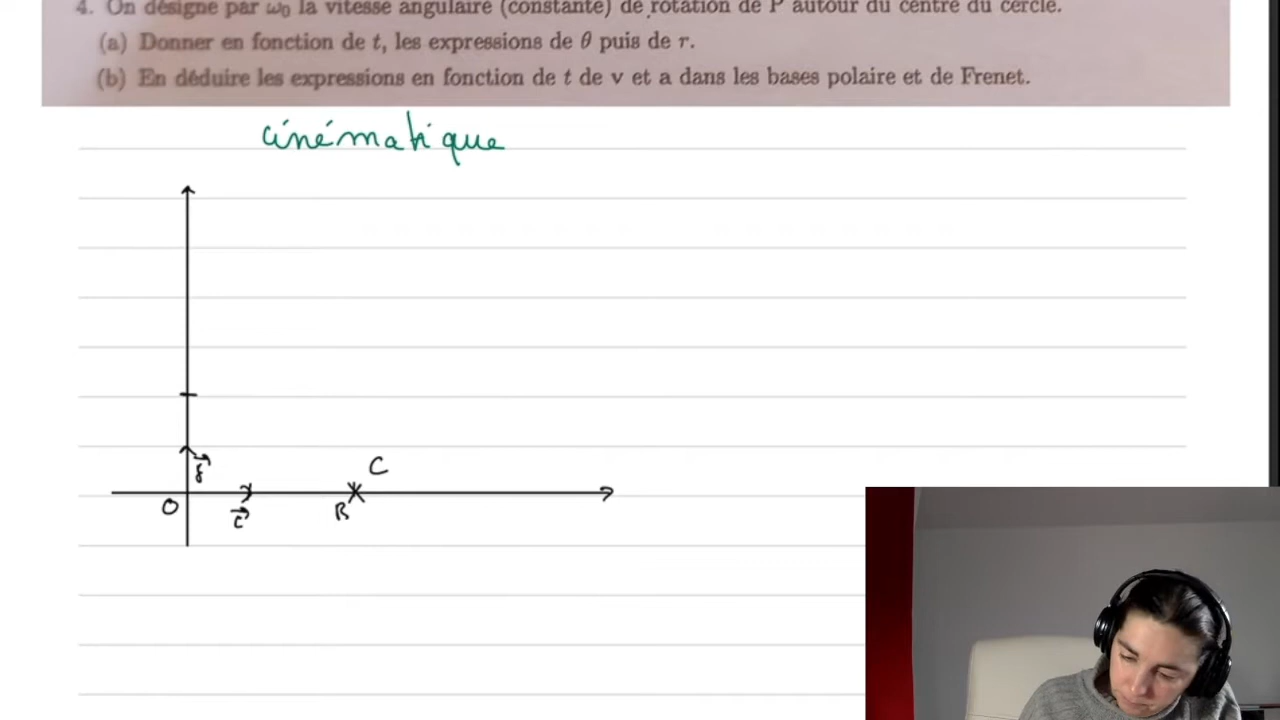 4. On désigne par ω₀ la vitesse angulaire (constante) de rotation de P autour du centre du cercle.
(a) Donner en fonction de t, les expressions de θ puis de r.
(b) En déduire les expressions en fonction de t de v et a dans les bases polaire et de Frenet.
cinématique
C
O
R